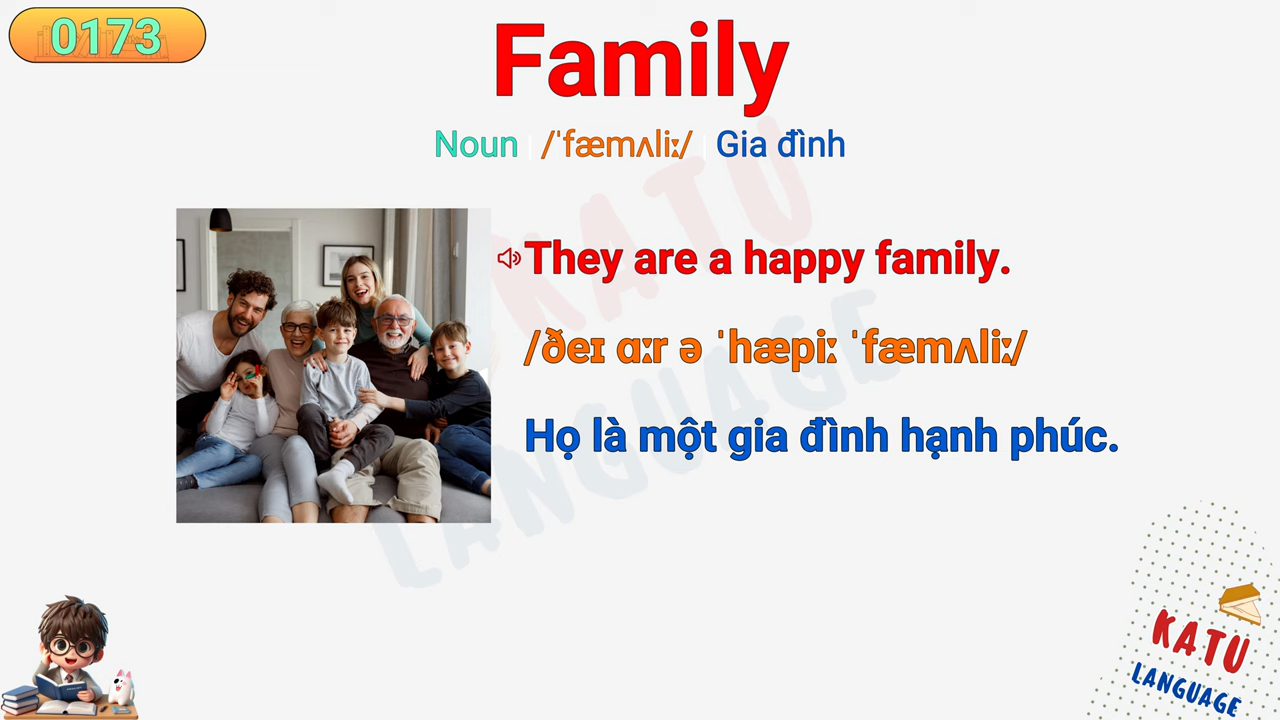 0173
Family
Noun | /ˈfæmʌliː/ | Gia đình
They are a happy family.
/ðeɪ ɑːr ə ˈhæpiː ˈfæmʌliː/
Họ là một gia đình hạnh phúc.
KATU
LANGUAGE
KATU
LANGUAGE